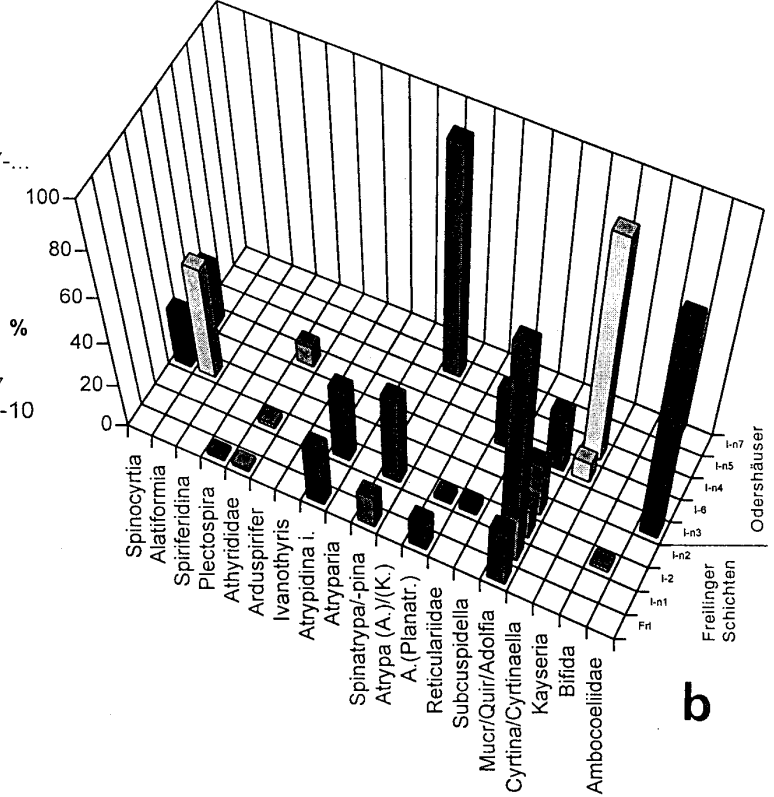 -...
100
80
60
%
40
-10
20
0
Spinocyrtia
Alatiformia
Spiriferidina
Plectospira
Athyrididae
Arduspirifer
Ivanothyris
Atrypidina i.
Atryparia
Spinatrypa/-pina
Atrypa (A.)/(K.)
A.(Planatr.)
Reticulariidae
Subcuspidella
Mucr/Quir/Adolfia
Cyrtina/Cyrtinaella
Kayseria
Bifida
Ambocoeliidae
I-n7
I-n5
I-n4
I-6
I-n3
I-n2
I-2
I-n1
Frl
Odershäuser
Freilinger
Schichten
b